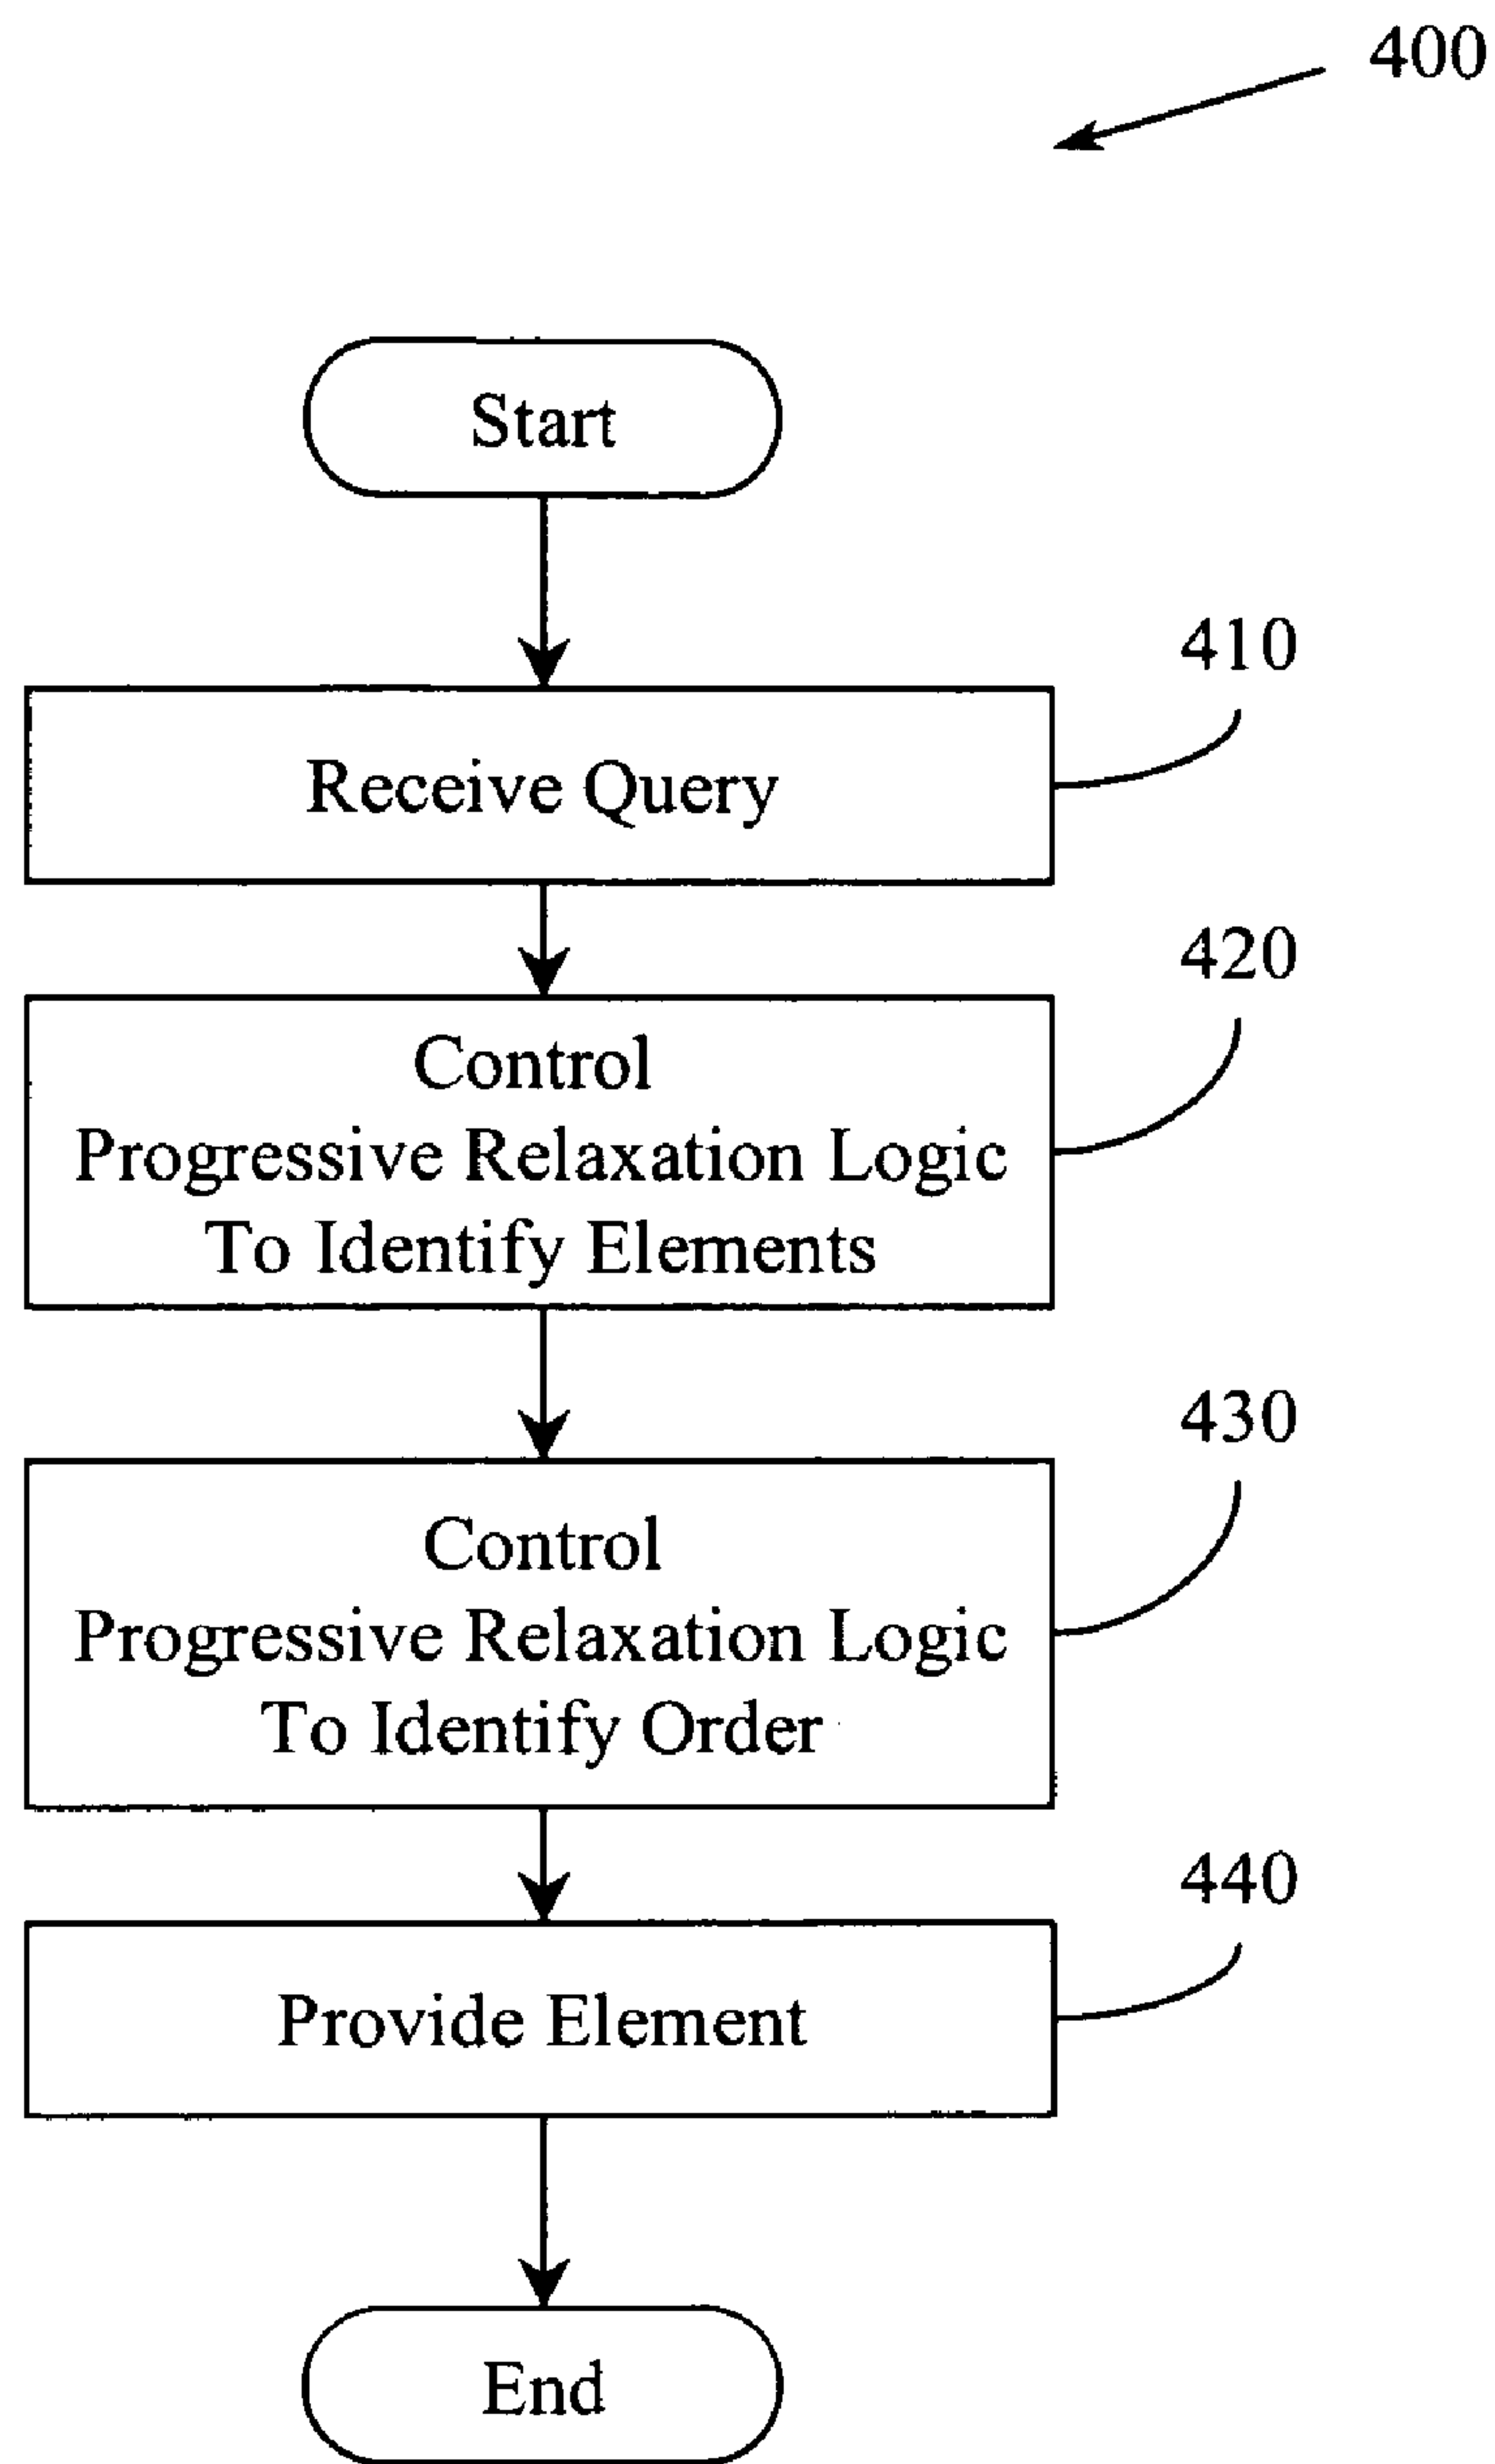 400
Start
410
Receive Query
420
Control
Progressive Relaxation Logic
To Identify Elements
430
Control
Progressive Relaxation Logic
To Identify Order
440
Provide Element
End